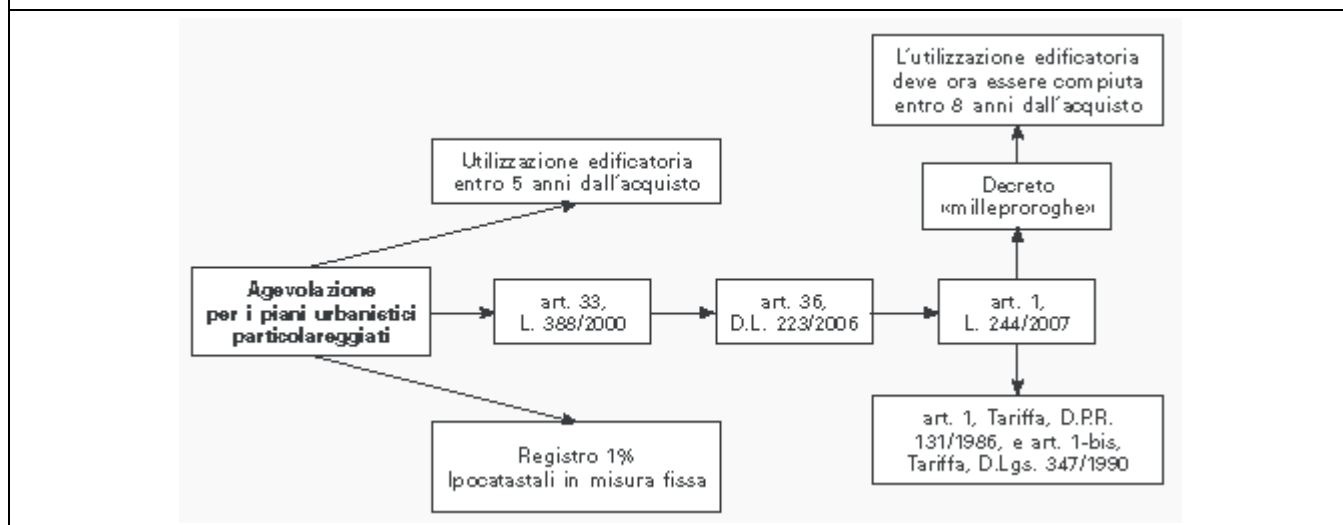 L'utilizzazione edificatoria
deve ora essere compiuta
entro 8 anni dall'acquisto
Utilizzazione edificatoria
entro 5 anni dall'acquisto
Decreto
«milleproroghe»
Agevolazione
per i piani urbanistici
particolareggiati
art. 33,
L. 388/2000
art. 36,
D.L. 223/2006
art. 1,
L. 244/2007
Registro 1%
Ipocatastali in misura fissa
art. 1, Tariffa, D.P.R.
131/1986, e art. 1-bis,
Tariffa, D.Lgs. 347/1990